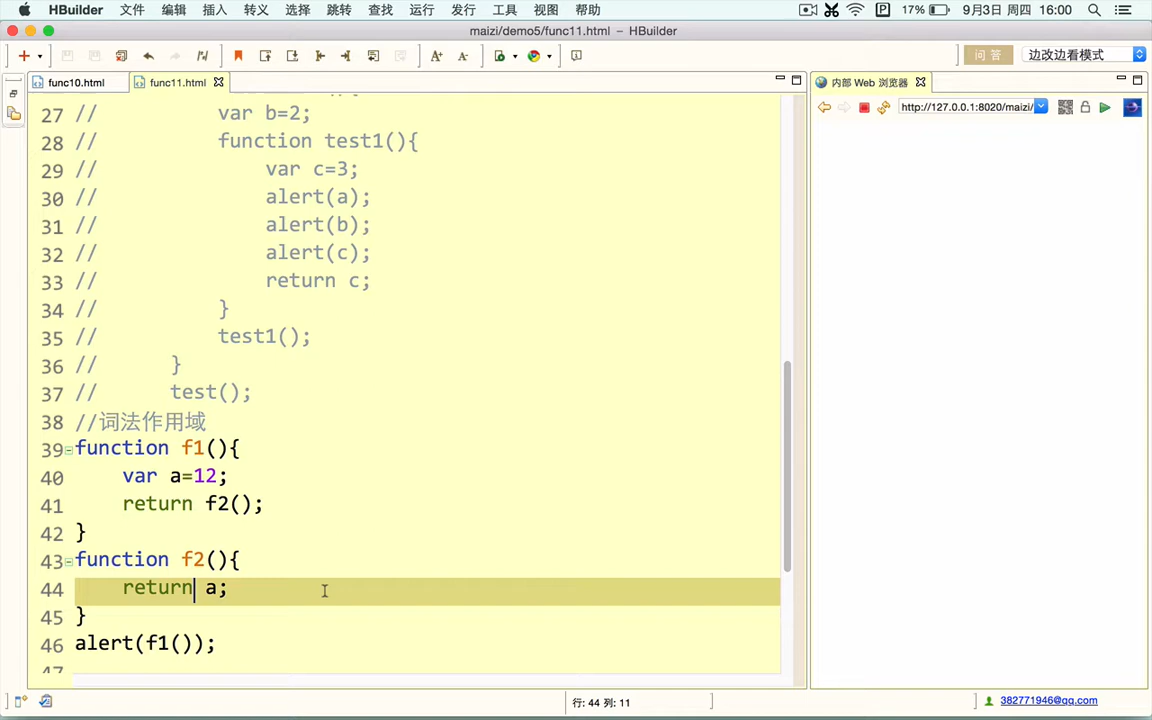 HBuilder 文件 编辑 插入 转义 选择 跳转 查找 运行 发行 工具 视图 帮助 17% 9月3日 周四 16:00
maizi/demo5/func11.html – HBuilder
问 答 边改边看模式
func10.html func11.html 内部 Web 浏览器
http://127.0.0.1:8020/maizi/
27 // var b=2;
28 // function test1(){
29 // var c=3;
30 // alert(a);
31 // alert(b);
32 // alert(c);
33 // return c;
34 // }
35 // test1();
36 // }
37 // test();
38 //词法作用域
39 function f1(){
40 var a=12;
41 return f2();
42 }
43 function f2(){
44 return a;
45 }
46 alert(f1());
行: 44 列: 11 382771946@qq.com